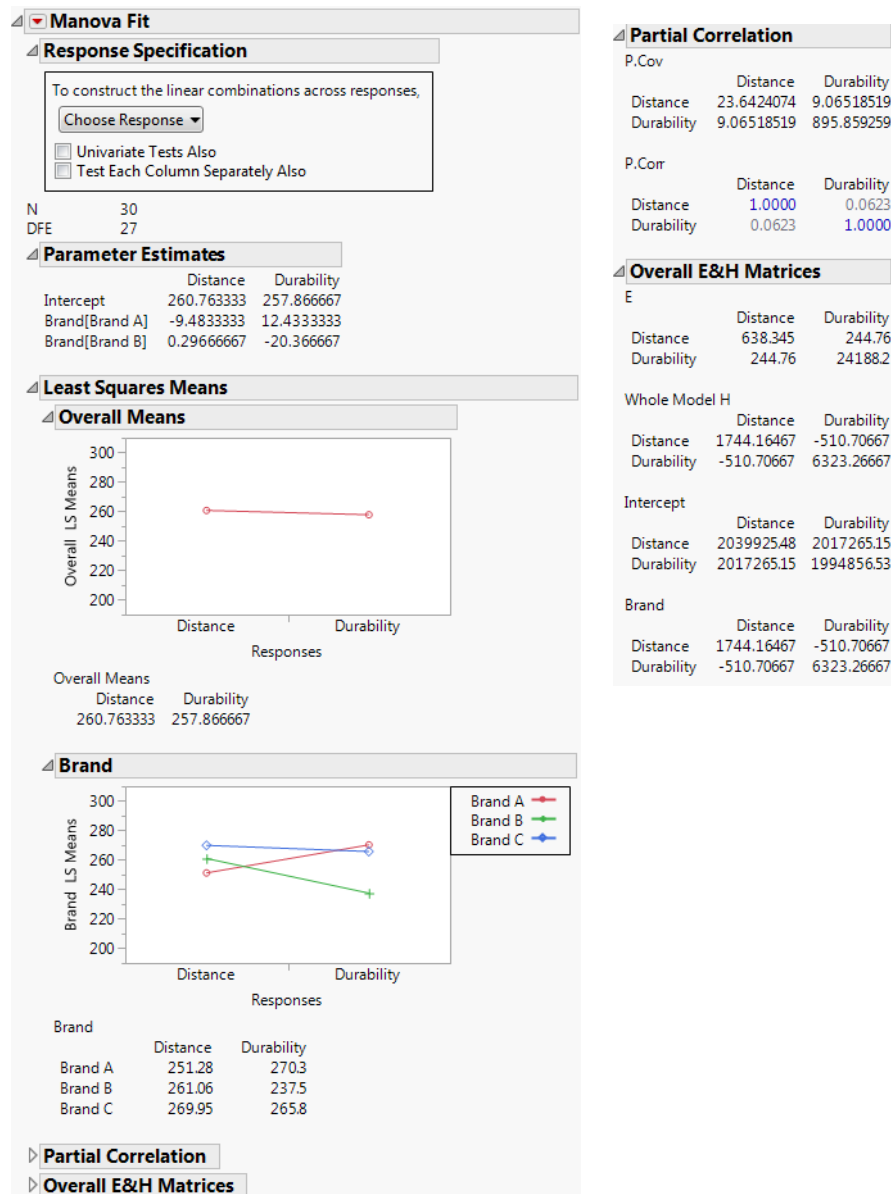 Manova Fit
Response Specification
To construct the linear combinations across responses,
Choose Response
Univariate Tests Also
Test Each Column Separately Also
N 30
DFE 27
Parameter Estimates
Distance Durability
Intercept 260.763333 257.866667
Brand[Brand A] -9.4833333 12.4333333
Brand[Brand B] 0.29666667 -20.366667
Least Squares Means
Overall Means
300
280
260
240
220
200
Overall LS Means
Distance Durability
Responses
Overall Means
Distance Durability
260.763333 257.866667
Brand
300
280
260
240
220
200
Brand LS Means
Distance Durability
Responses
Brand A
Brand B
Brand C
Brand
Distance Durability
Brand A 251.28 270.3
Brand B 261.06 237.5
Brand C 269.95 265.8
Partial Correlation
Overall E&H Matrices
Partial Correlation
P.Cov
Distance Durability
Distance 23.6424074 9.06518519
Durability 9.06518519 895.859259
P.Corr
Distance Durability
Distance 1.0000 0.0623
Durability 0.0623 1.0000
Overall E&H Matrices
E
Distance Durability
Distance 638.345 244.76
Durability 244.76 24188.2
Whole Model H
Distance Durability
Distance 1744.16467 -510.70667
Durability -510.70667 6323.26667
Intercept
Distance Durability
Distance 2039925.48 2017265.15
Durability 2017265.15 1994856.53
Brand
Distance Durability
Distance 1744.16467 -510.70667
Durability -510.70667 6323.26667